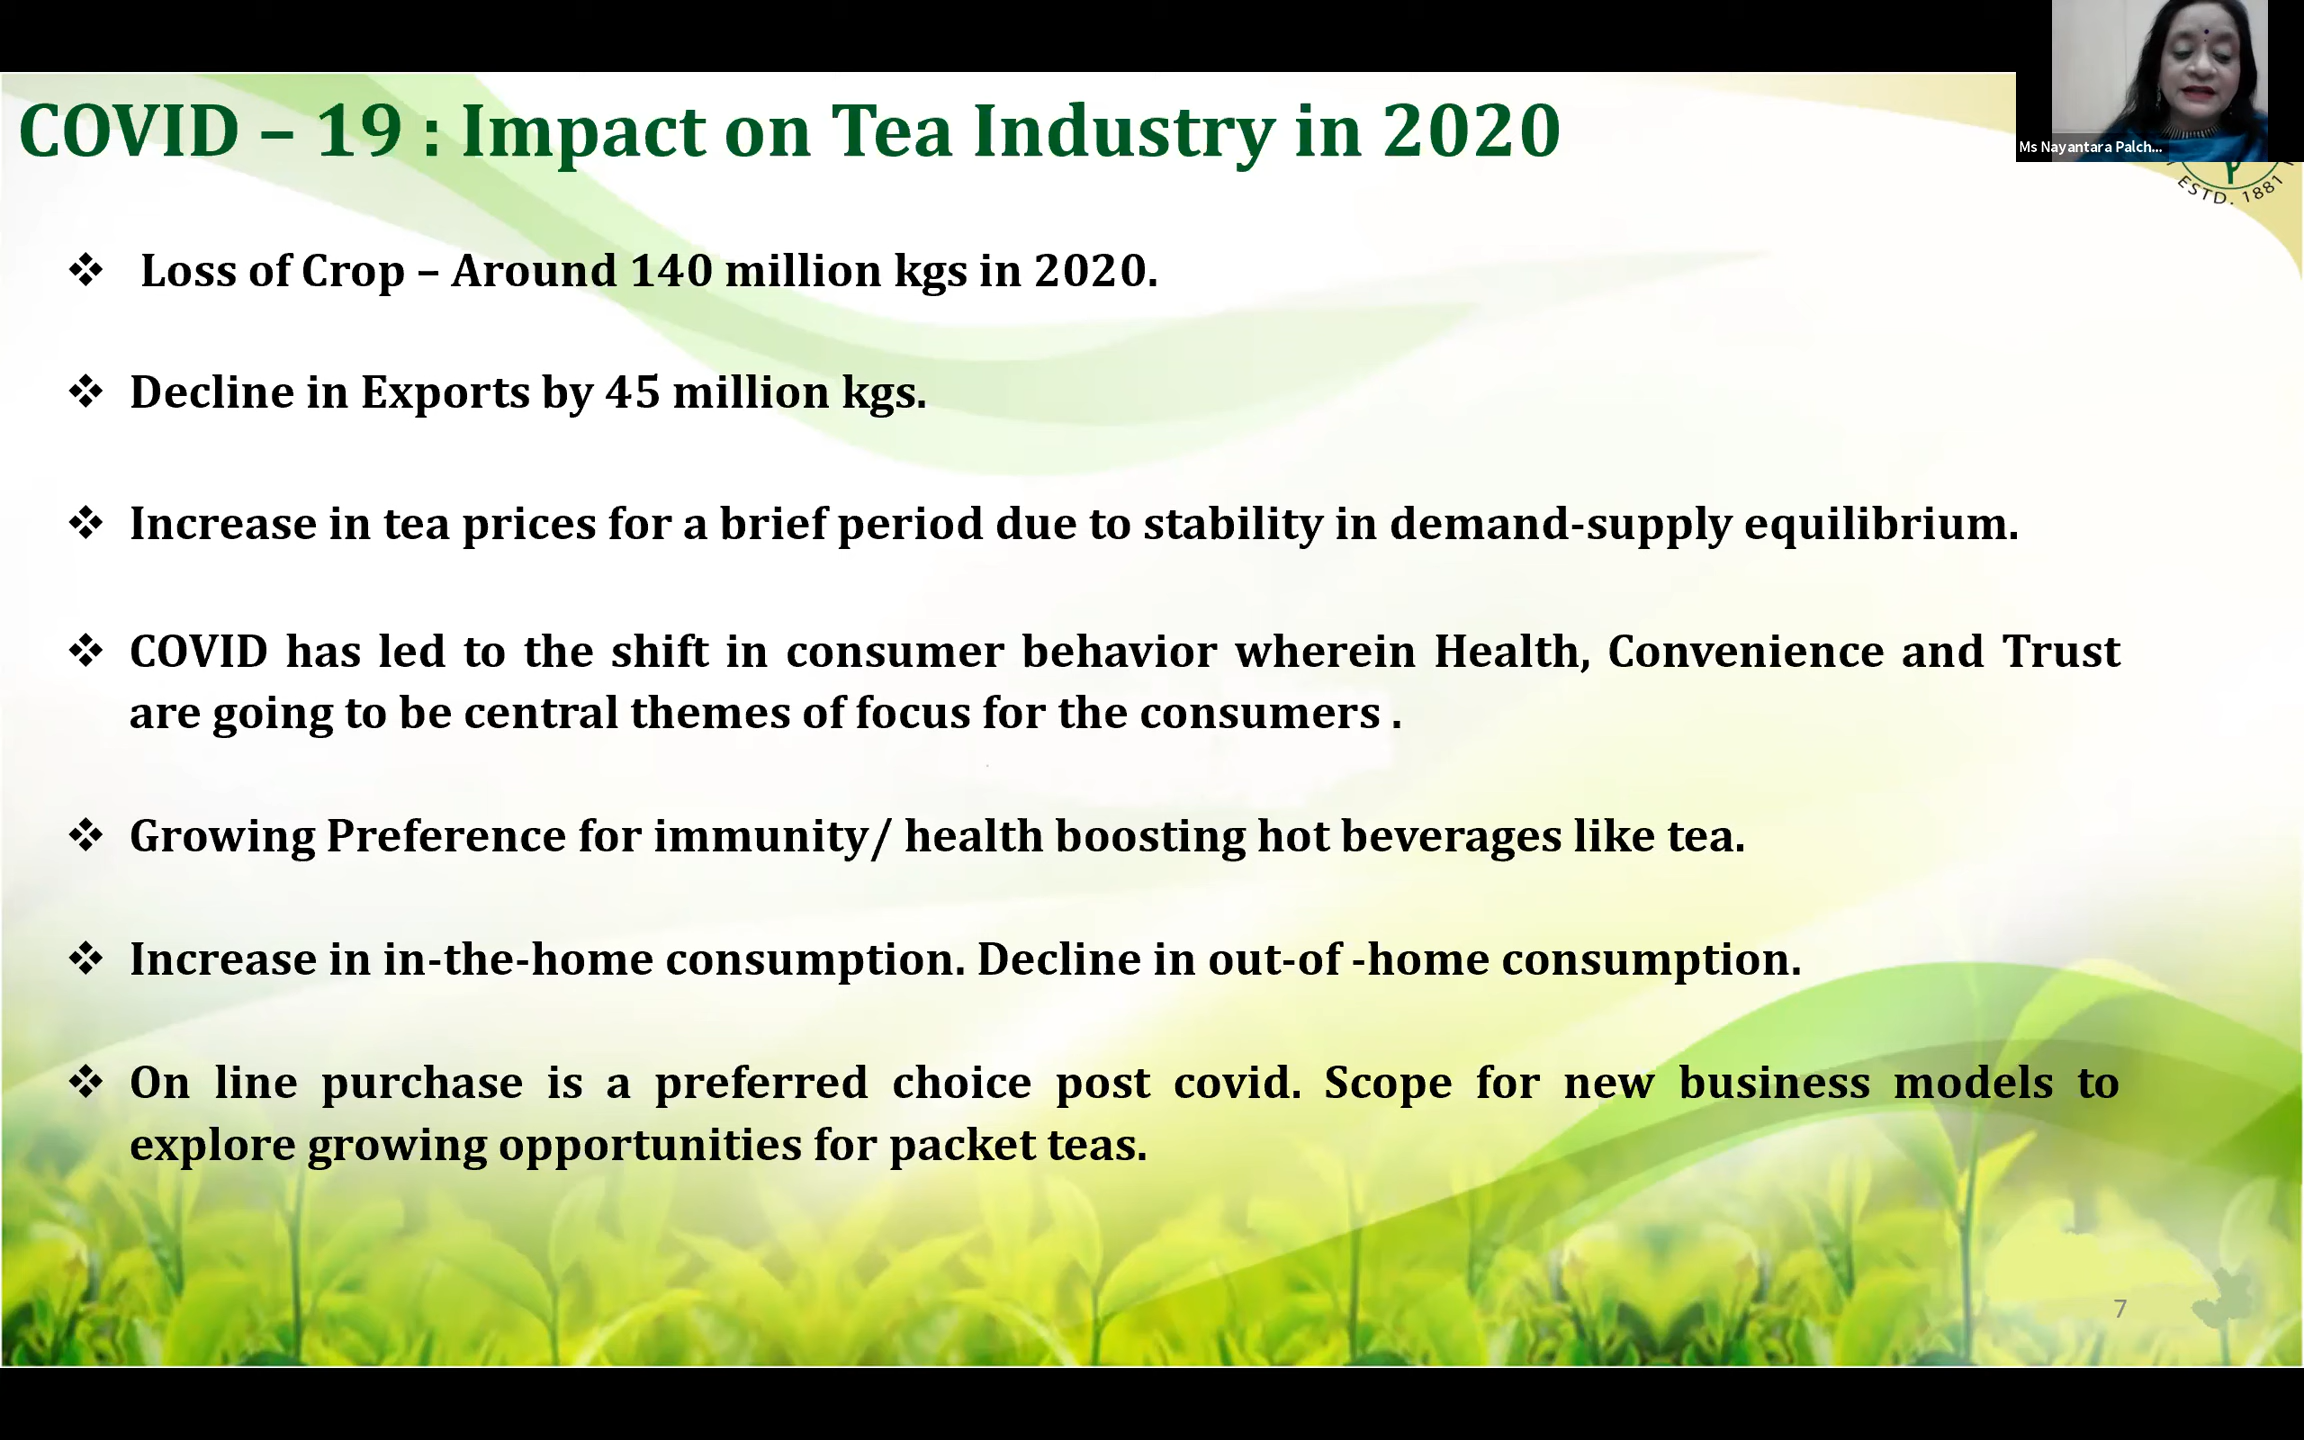 COVID – 19 : Impact on Tea Industry in 2020
Ms Nayantara Palch...
ESTD. 1881
❖ Loss of Crop – Around 140 million kgs in 2020.
❖ Decline in Exports by 45 million kgs.
❖ Increase in tea prices for a brief period due to stability in demand-supply equilibrium.
❖ COVID has led to the shift in consumer behavior wherein Health, Convenience and Trust
are going to be central themes of focus for the consumers .
❖ Growing Preference for immunity/ health boosting hot beverages like tea.
❖ Increase in in-the-home consumption. Decline in out-of -home consumption.
❖ On line purchase is a preferred choice post covid. Scope for new business models to
explore growing opportunities for packet teas.
7